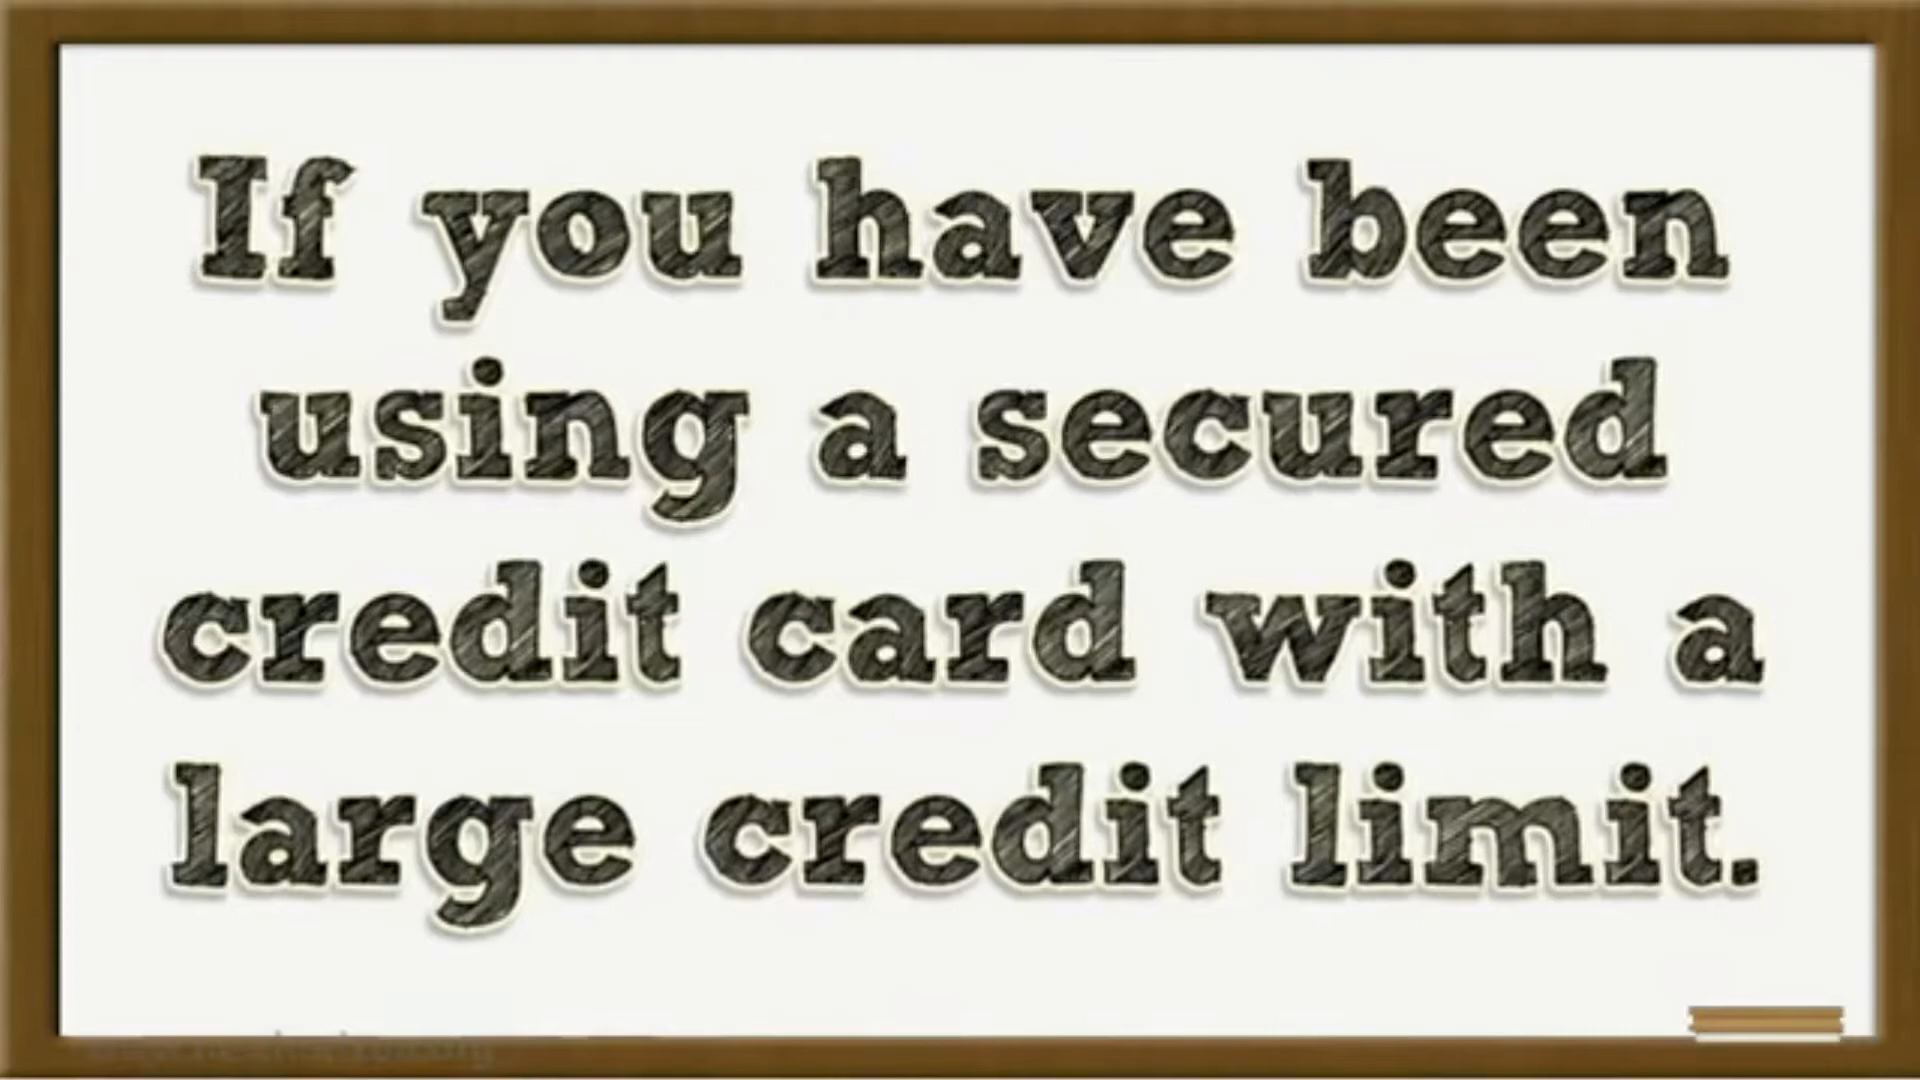 If you have been
using a secured
credit card with a
large credit limit.